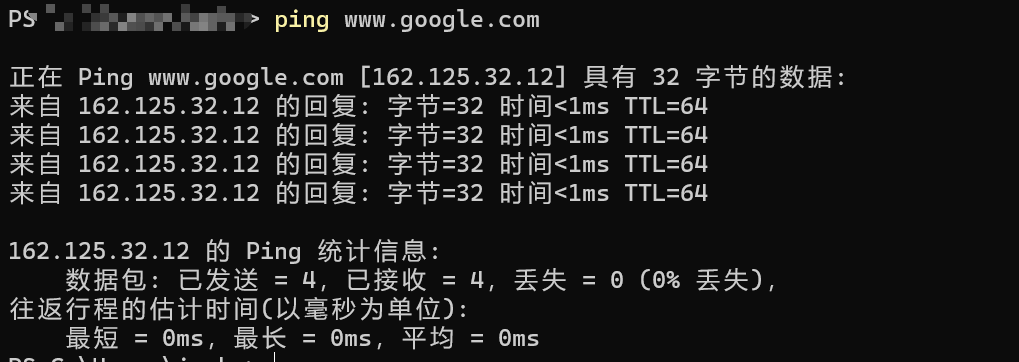 PS > ping www.google.com
正在 Ping www.google.com [162.125.32.12] 具有 32 字节的数据:
来自 162.125.32.12 的回复: 字节=32 时间<1ms TTL=64
来自 162.125.32.12 的回复: 字节=32 时间<1ms TTL=64
来自 162.125.32.12 的回复: 字节=32 时间<1ms TTL=64
来自 162.125.32.12 的回复: 字节=32 时间<1ms TTL=64
162.125.32.12 的 Ping 统计信息:
数据包: 已发送 = 4, 已接收 = 4, 丢失 = 0 (0% 丢失),
往返行程的估计时间(以毫秒为单位):
最短 = 0ms, 最长 = 0ms, 平均 = 0ms